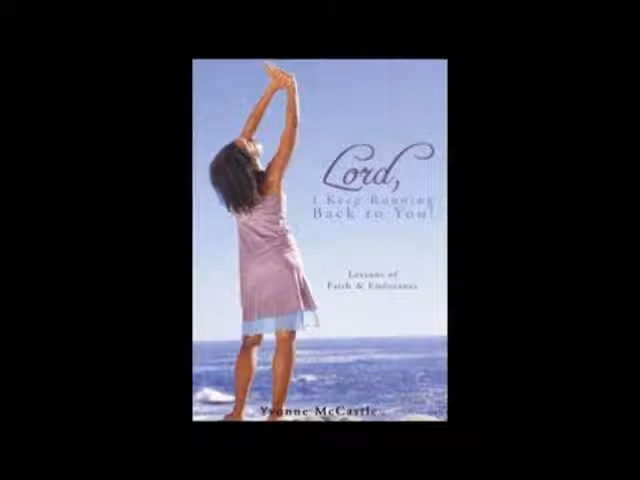 Lord,
I Keep Running
Back to You!
Lessons of
Faith & Endurance
Yvonne McCastle